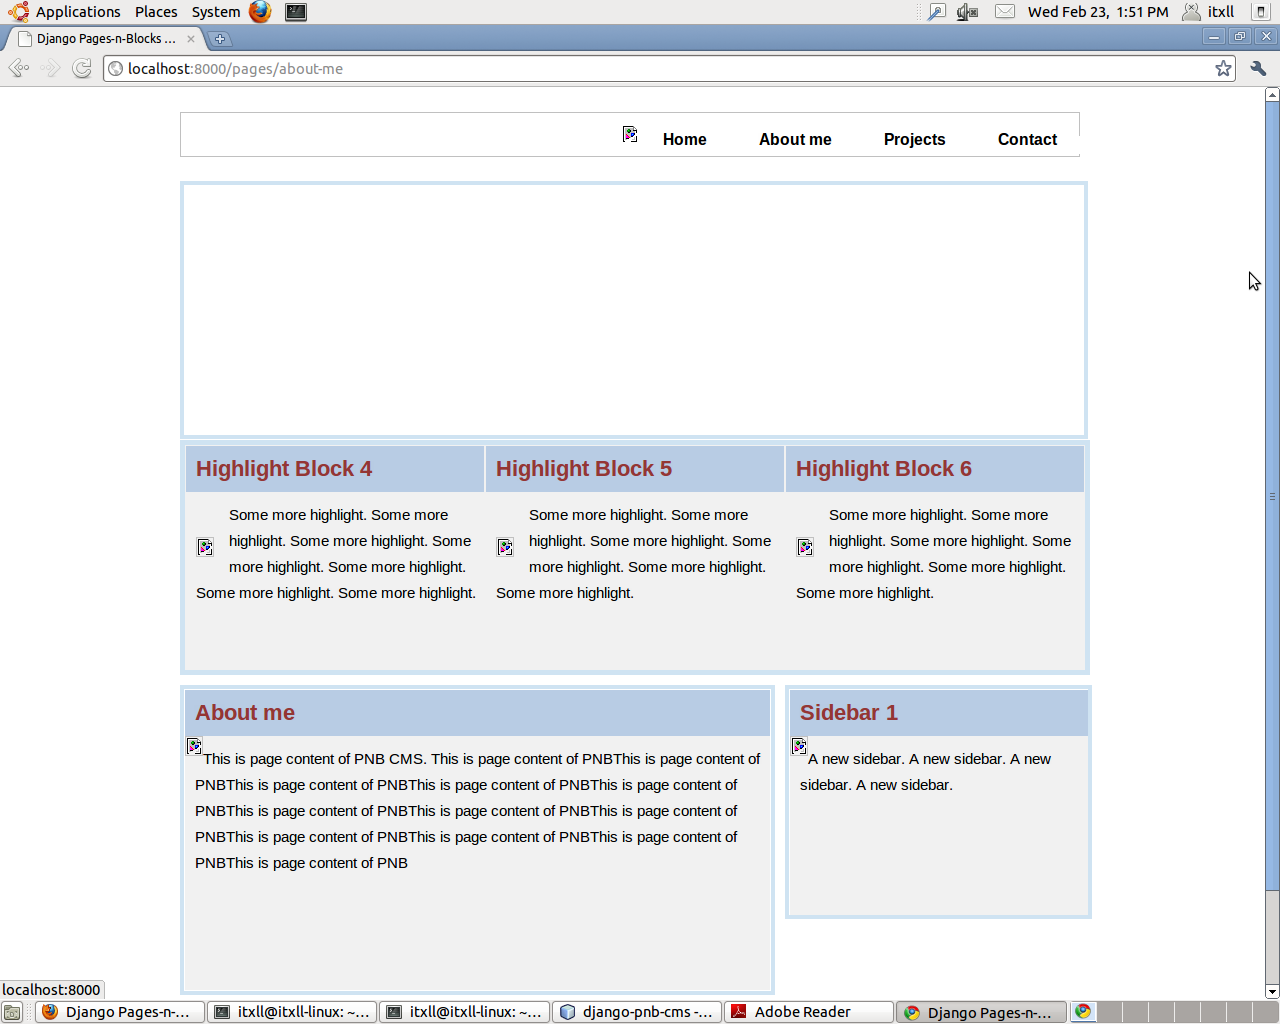 Applications Places System Wed Feb 23, 1:51 PM itxll
Django Pages-n-Blocks ...
localhost:8000/pages/about-me
Home About me Projects Contact
Highlight Block 4
Some more highlight. Some more
highlight. Some more highlight. Some
more highlight. Some more highlight.
Some more highlight. Some more highlight.
Highlight Block 5
Some more highlight. Some more
highlight. Some more highlight. Some
more highlight. Some more highlight.
Some more highlight.
Highlight Block 6
Some more highlight. Some more
highlight. Some more highlight. Some
more highlight. Some more highlight.
Some more highlight.
About me
This is page content of PNB CMS. This is page content of PNBThis is page content of
PNBThis is page content of PNBThis is page content of PNBThis is page content of
PNBThis is page content of PNBThis is page content of PNBThis is page content of
PNBThis is page content of PNBThis is page content of PNBThis is page content of
PNBThis is page content of PNB
Sidebar 1
A new sidebar. A new sidebar. A new
sidebar. A new sidebar.
localhost:8000
Django Pages-n-... itxll@itxll-linux: ~... itxll@itxll-linux: ~... django-pnb-cms -... Adobe Reader Django Pages-n-...